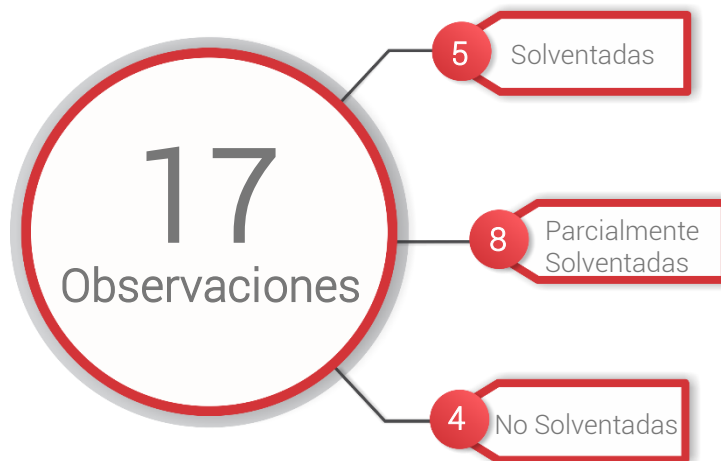 17
Observaciones
5
Solventadas
8
Parcialmente
Solventadas
4
No Solventadas